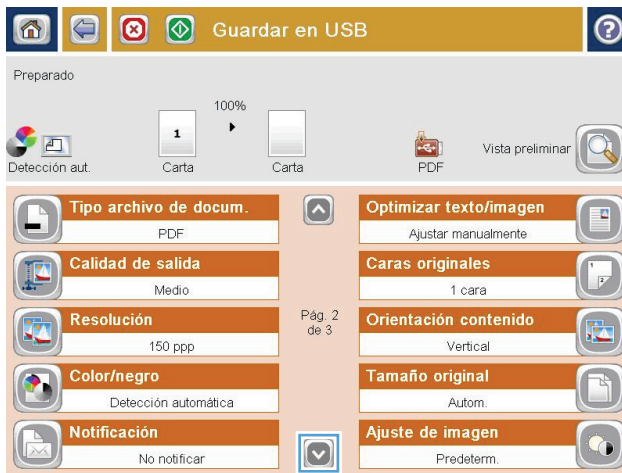 Guardar en USB
Preparado
100%
1
Detección aut.
Carta
Carta
PDF
Vista preliminar
Tipo archivo de docum.
PDF
Calidad de salida
Medio
Resolución
150 ppp
Color/negro
Detección automática
Notificación
No notificar
Pág. 2
de 3
Optimizar texto/imagen
Ajustar manualmente
Caras originales
1 cara
Orientación contenido
Vertical
Tamaño original
Autom.
Ajuste de imagen
Predeterm.